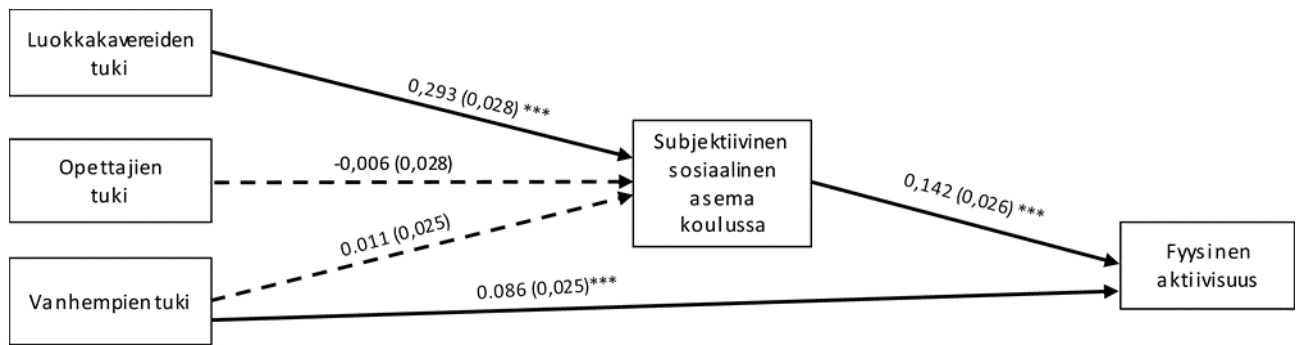 Luokkakavereiden
tuki
0,293 (0,028) ***
Opettajien
tuki
-0,006 (0,028)
Subjektiivinen
sosiaalinen
asema
koulussa
0,142 (0,026) ***
Vanhempien tuki
0.011 (0,025)
0.086 (0,025)***
Fyysinen
aktiivisuus